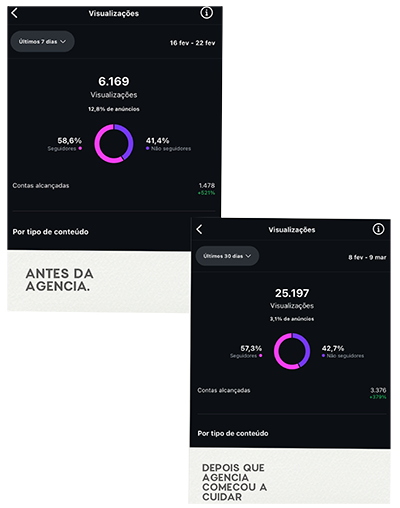 Visualizações
Últimos 7 dias
16 fev - 22 fev
6.169
Visualizações
12,8% de anúncios
58,6%
Seguidores
41,4%
Não seguidores
Contas alcançadas
1.478
+521%
Por tipo de conteúdo
ANTES DA
AGENCIA.
Visualizações
Últimos 30 dias
8 fev - 9 mar
25.197
Visualizações
3,1% de anúncios
57,3%
Seguidores
42,7%
Não seguidores
Contas alcançadas
3.376
+579%
Por tipo de conteúdo
DEPOIS QUE
AGENCIA
COMECOU A
CUIDAR